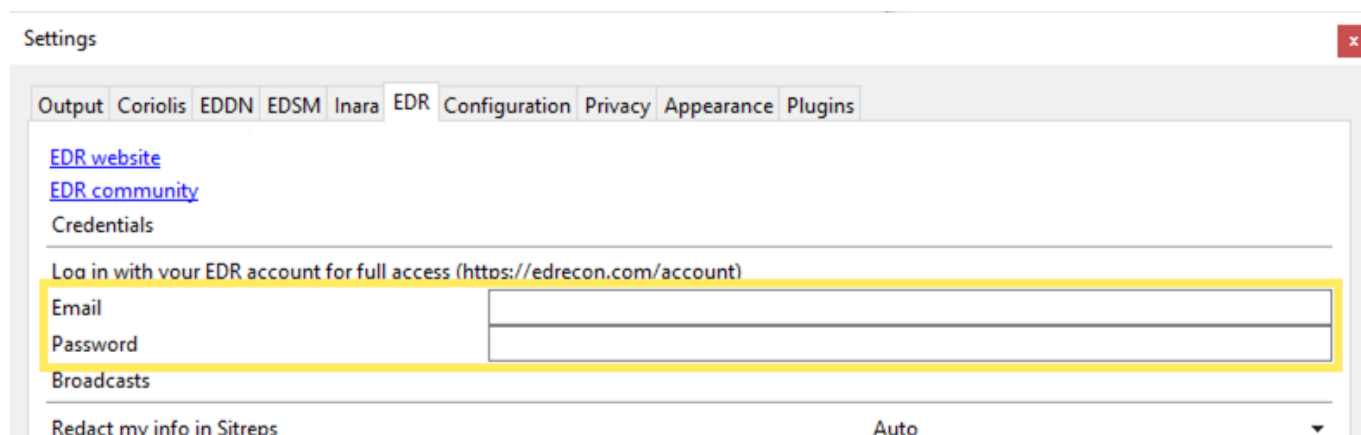 Settings
x
Output Coriolis EDDN EDSM Inara EDR Configuration Privacy Appearance Plugins
EDR website
EDR community
Credentials
Log in with your EDR account for full access (https://edrecon.com/account)
Email
Password
Broadcasts
Redact my info in Sitreps Auto